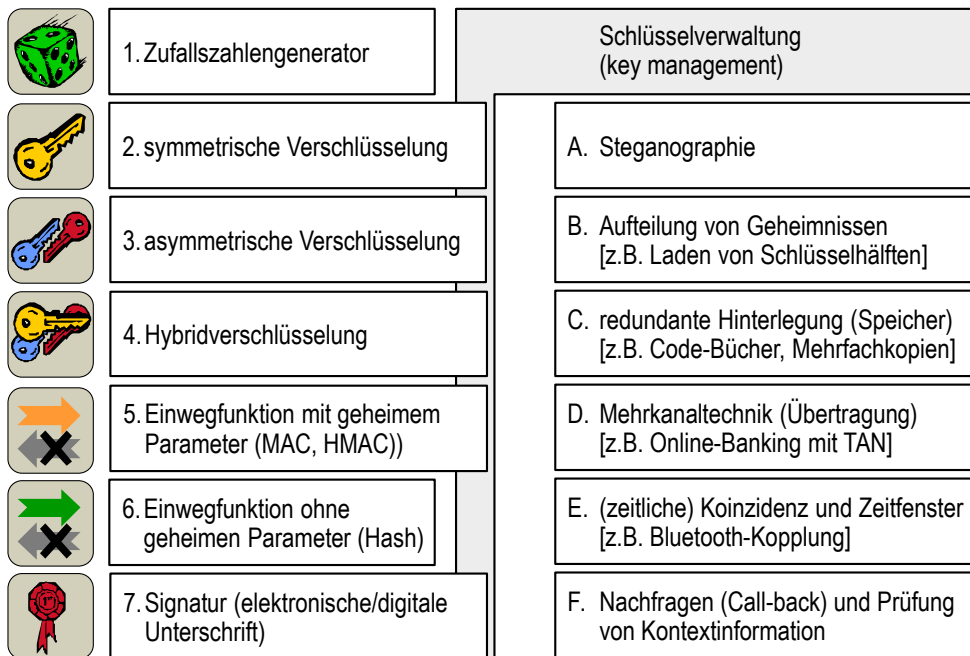 1. Zufallszahlengenerator
2. symmetrische Verschlüsselung
3. asymmetrische Verschlüsselung
4. Hybridverschlüsselung
5. Einwegfunktion mit geheimem
Parameter (MAC, HMAC))
6. Einwegfunktion ohne
geheimen Parameter (Hash)
7. Signatur (elektronische/digitale
Unterschrift)
Schlüsselverwaltung
(key management)
A. Steganographie
B. Aufteilung von Geheimnissen
[z.B. Laden von Schlüsselhälften]
C. redundante Hinterlegung (Speicher)
[z.B. Code-Bücher, Mehrfachkopien]
D. Mehrkanaltechnik (Übertragung)
[z.B. Online-Banking mit TAN]
E. (zeitliche) Koinzidenz und Zeitfenster
[z.B. Bluetooth-Kopplung]
F. Nachfragen (Call-back) und Prüfung
von Kontextinformation